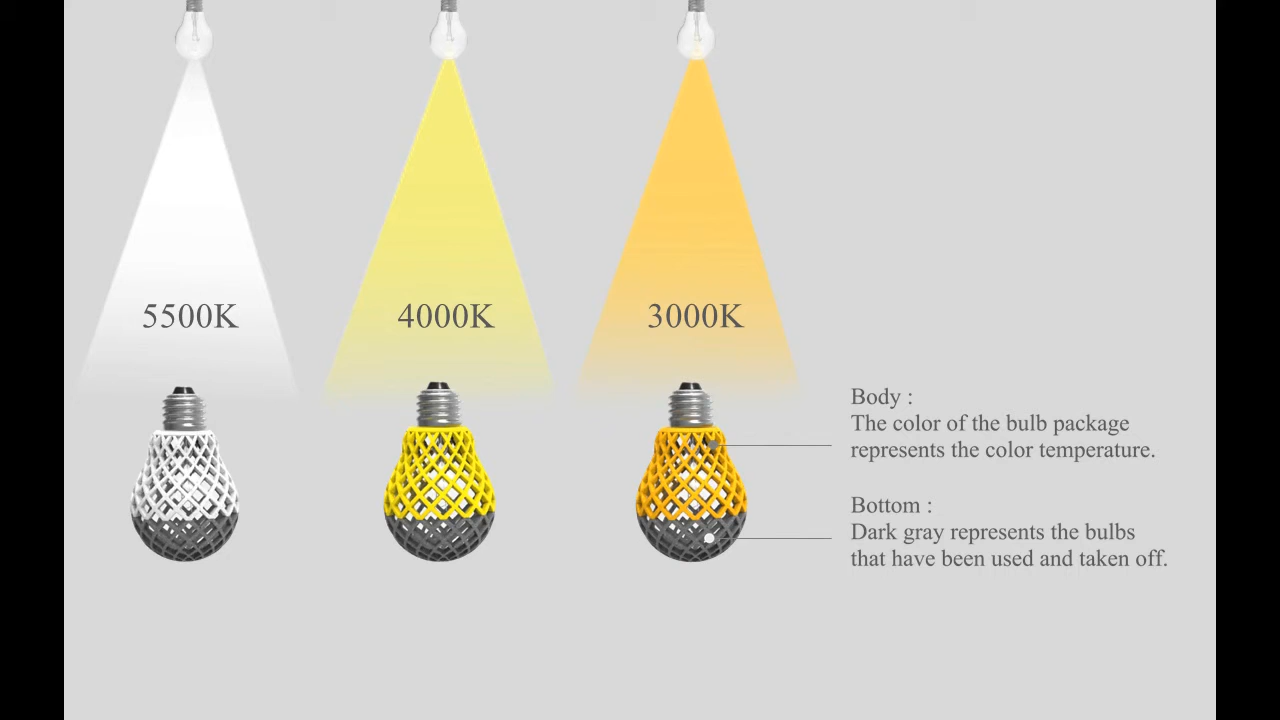 5500K
4000K
3000K
Body :
The color of the bulb package
represents the color temperature.
Bottom :
Dark gray represents the bulbs
that have been used and taken off.